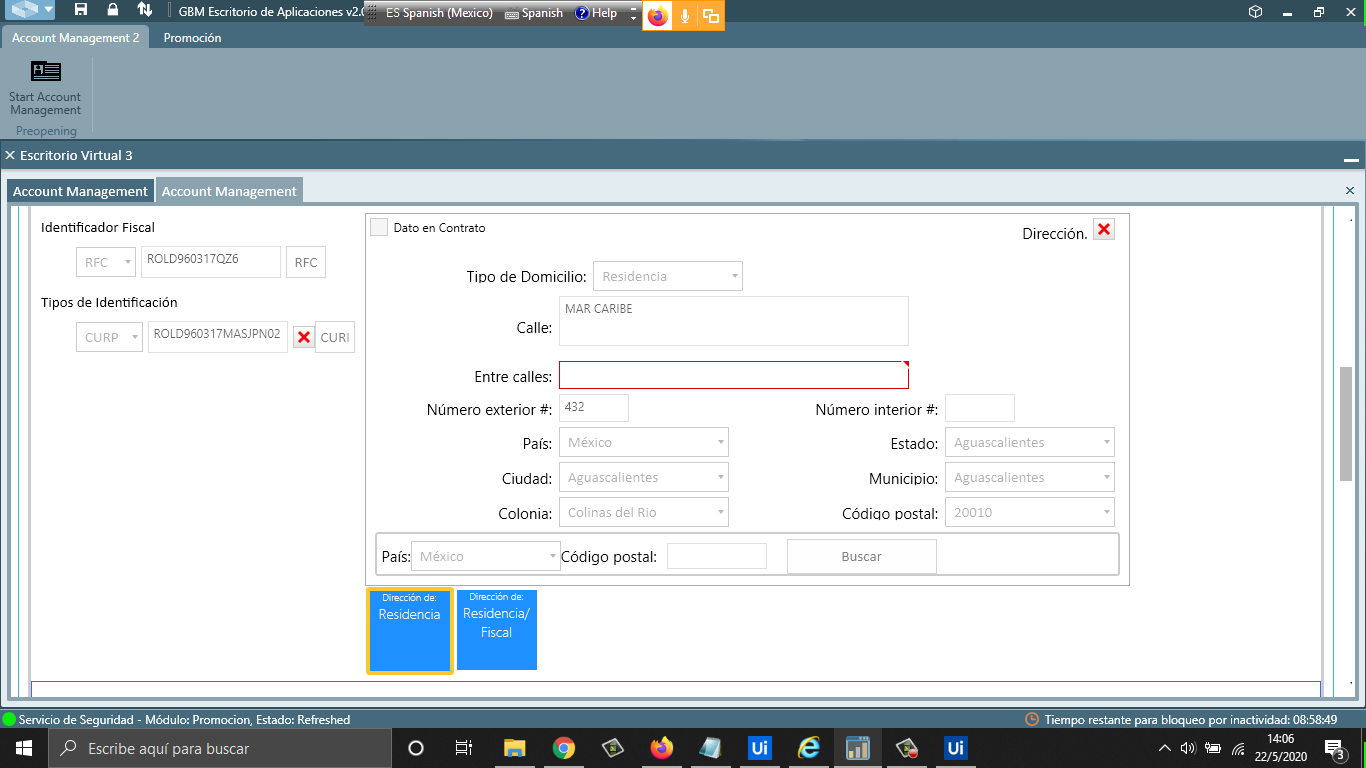 GBM Escritorio de Aplicaciones v2.0
ES Spanish (Mexico) Spanish Help
Account Management 2 Promoción
Start Account
Management
Preopening
Escritorio Virtual 3
Account Management Account Management
Identificador Fiscal
RFC ROLD960317QZ6 RFC
Tipos de Identificación
CURP ROLD960317MASJPN02 CURI
Dato en Contrato
Dirección.
Tipo de Domicilio: Residencia
Calle: MAR CARIBE
Entre calles:
Número exterior #: 432 Número interior #:
País: México Estado: Aguascalientes
Ciudad: Aguascalientes Municipio: Aguascalientes
Colonia: Colinas del Rio Código postal: 20010
País: México Código postal: Buscar
Dirección de:
Residencia
Dirección de:
Residencia/
Fiscal
Servicio de Seguridad - Módulo: Promocion, Estado: Refreshed Tiempo restante para bloqueo por inactividad: 08:58:49
Escribe aquí para buscar
Ui
Ui
14:06
22/5/2020
3